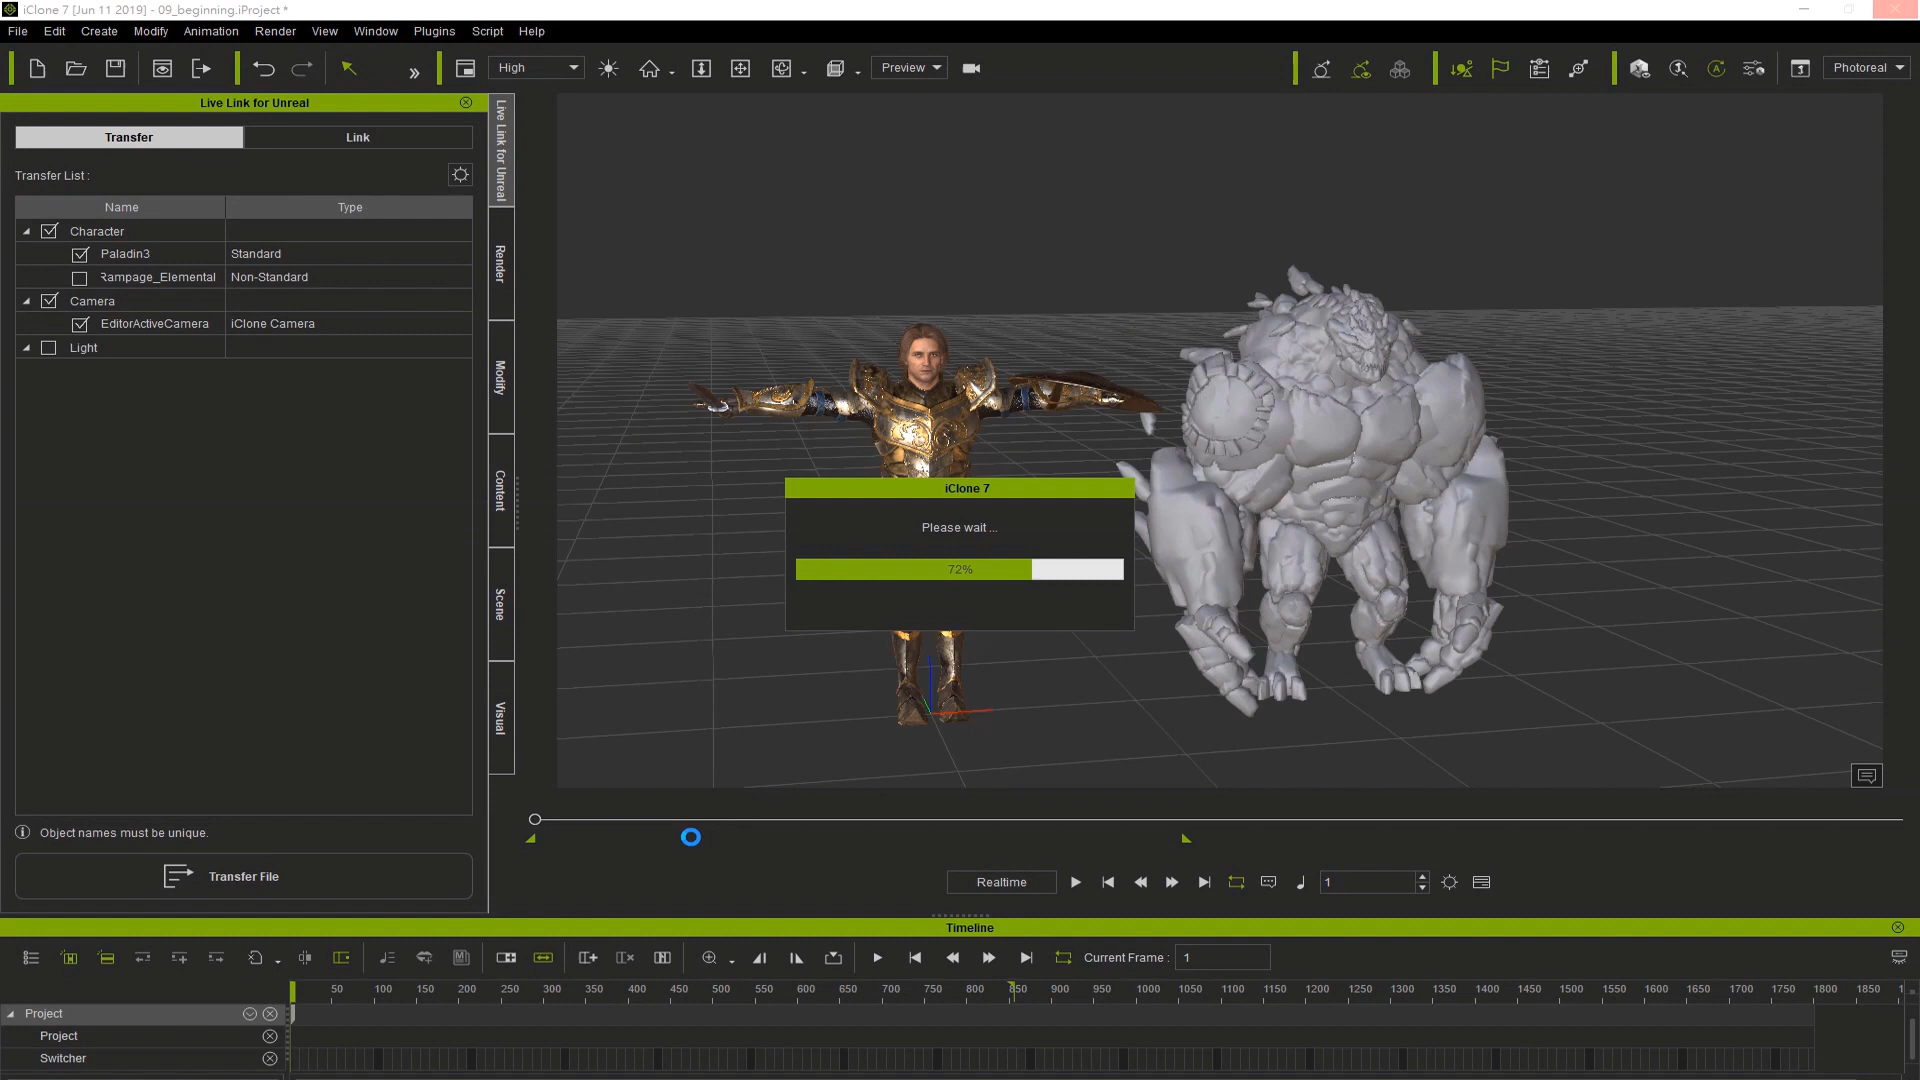 iClone 7 [Jun 11 2019] - 09_beginning.iProject *
File Edit Create Modify Animation Render View Window Plugins Script Help
High Preview Photoreal
Live Link for Unreal
Transfer Link
Transfer List :
Name Type
Character
Paladin3 Standard
Rampage_Elemental Non-Standard
Camera
EditorActiveCamera iClone Camera
Light
Object names must be unique.
Transfer File
Live Link for Unreal
Render
Modify
Content
Scene
Visual
iClone 7
Please wait ...
72%
Realtime 1
Timeline
Current Frame : 1
50 100 150 200 250 300 350 400 450 500 550 600 650 700 750 800 850 900 950 1000 1050 1100 1150 1200 1250 1300 1350 1400 1450 1500 1550 1600 1650 1700 1750 1800 1850
Project
Project
Switcher